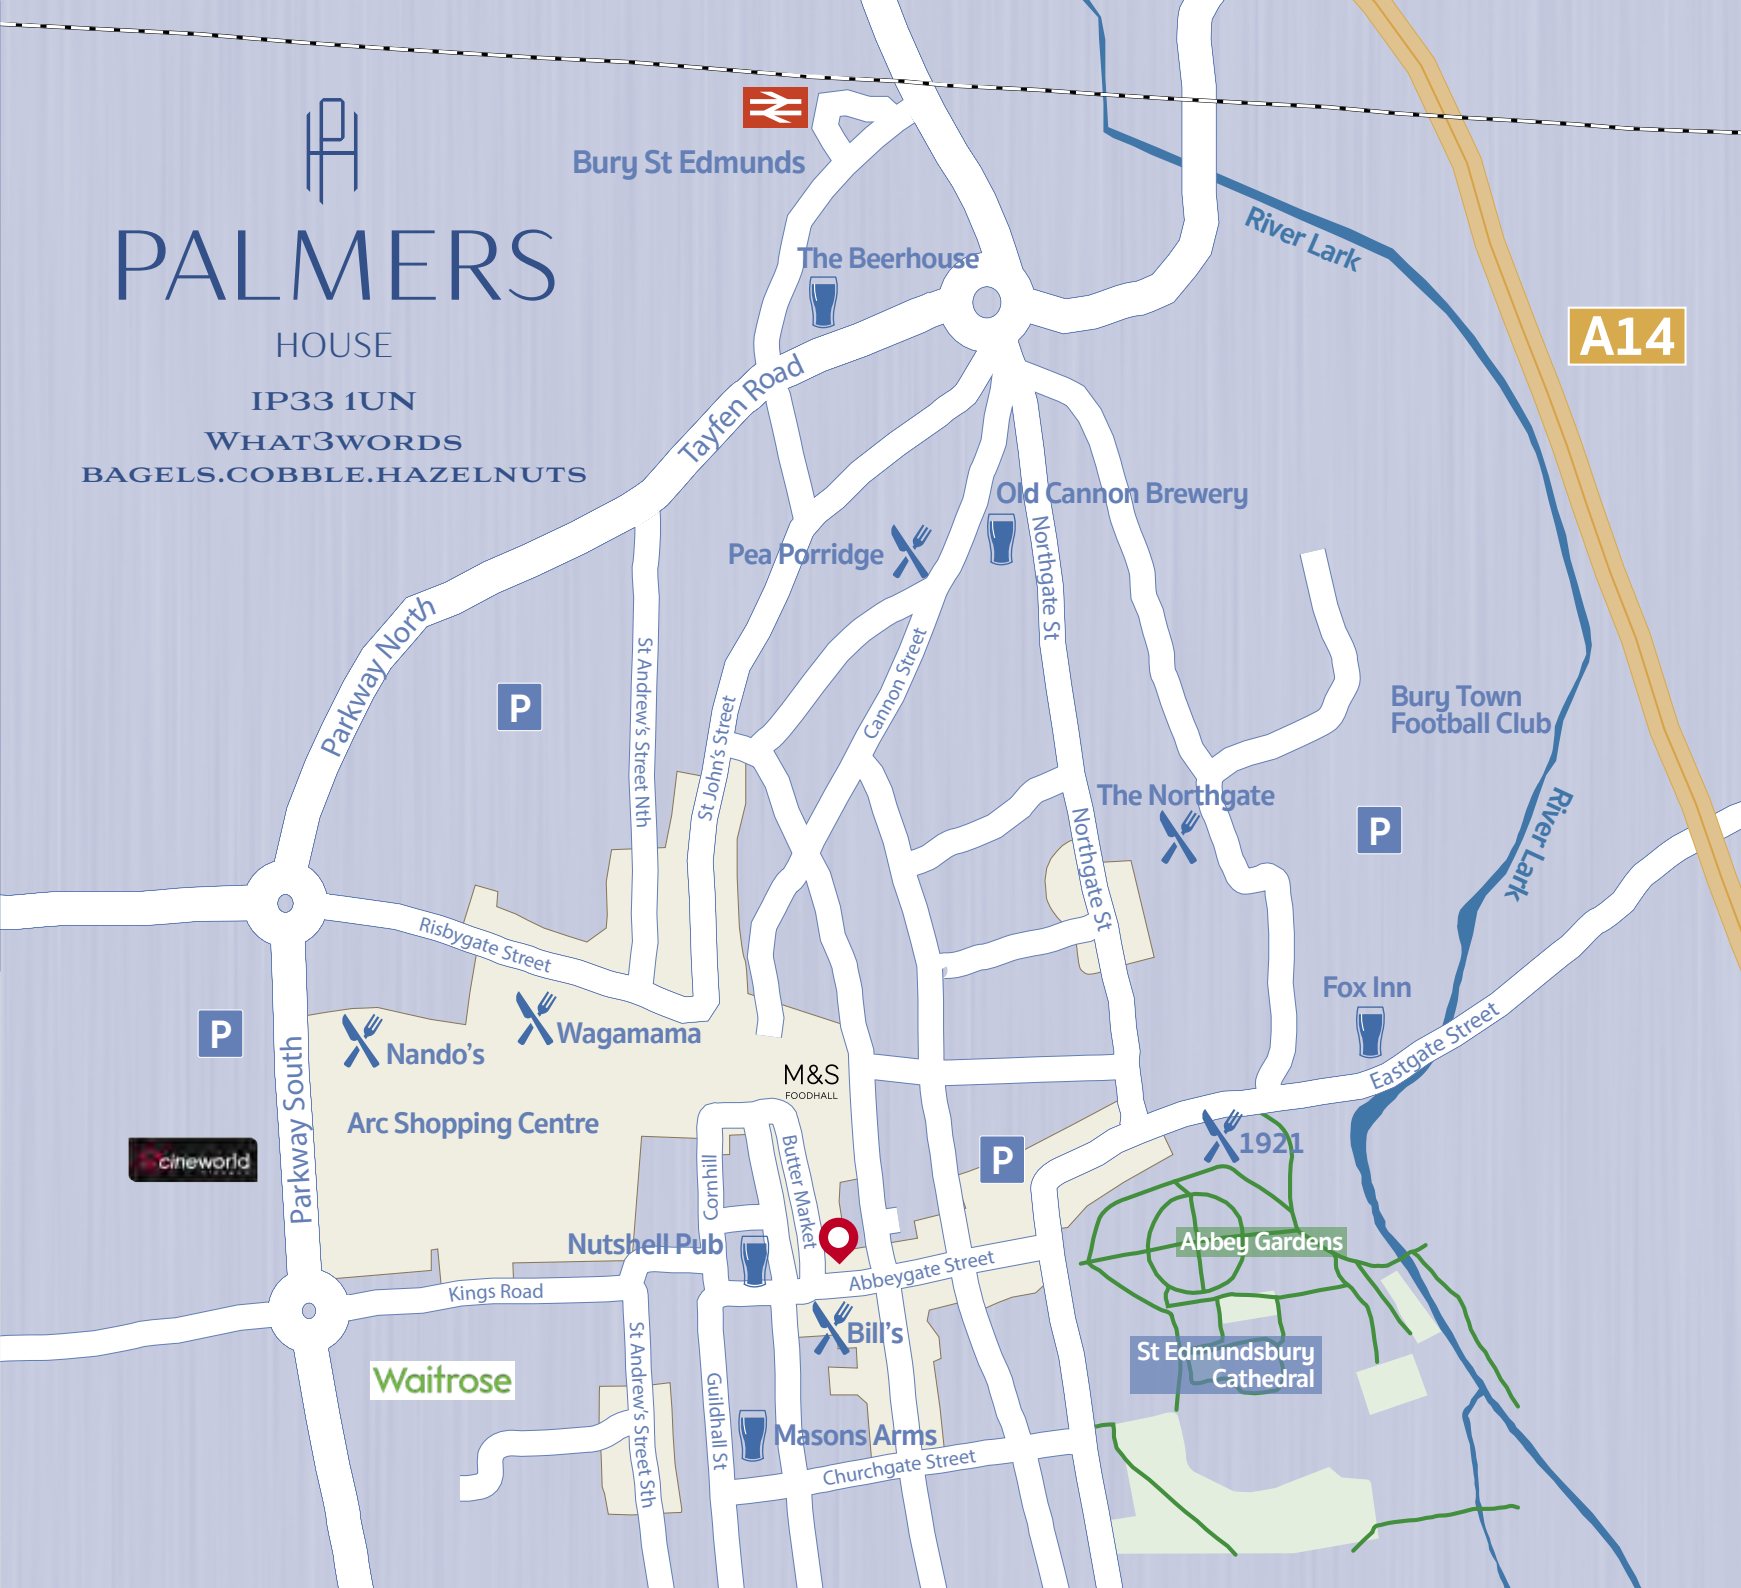 PALMERS
HOUSE
IP33 1UN
What3words
bagels.cobble.hazelnuts
Bury St Edmunds
The Beerhouse
River Lark
A14
Tayfen Road
Old Cannon Brewery
Pea Porridge
Northgate St
Parkway North
P
St Andrew's Street Nth
St John's Street
Cannon Street
Bury Town
Football Club
The Northgate
P
River Lark
Northgate St
Risbygate Street
Fox Inn
P
Wagamama
Nando's
Eastgate Street
Parkway South
M&S
FOODHALL
Arc Shopping Centre
cineworld
P
1921
Cornhill
Butter Market
Nutshell Pub
Abbey Gardens
Abbeygate Street
Kings Road
Bill's
St Edmundsbury
Cathedral
Waitrose
St Andrew's Street Sth
Guildhall St
Masons Arms
Churchgate Street